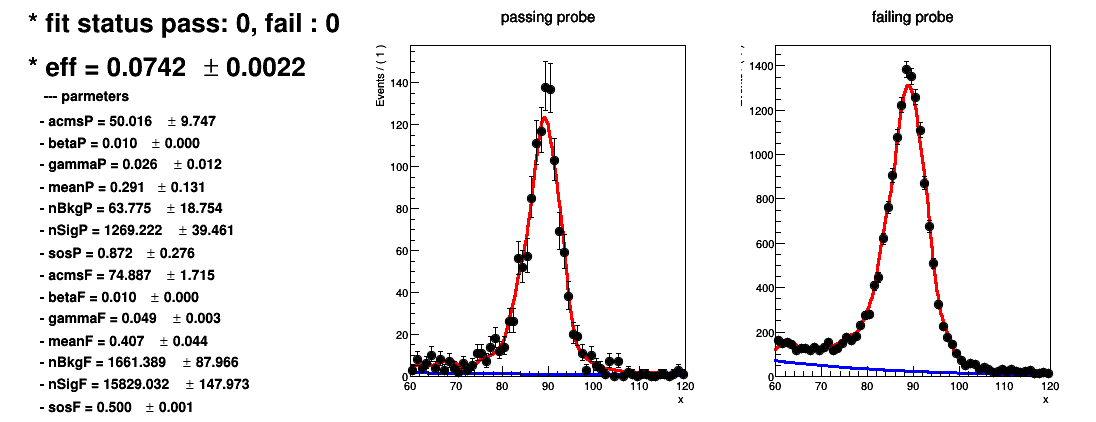 * fit status pass: 0, fail : 0
* eff = 0.0742 ± 0.0022
--- parmeters
- acmsP = 50.016 ± 9.747
- betaP = 0.010 ± 0.000
- gammaP = 0.026 ± 0.012
- meanP = 0.291 ± 0.131
- nBkgP = 63.775 ± 18.754
- nSigP = 1269.222 ± 39.461
- sosP = 0.872 ± 0.276
- acmsF = 74.887 ± 1.715
- betaF = 0.010 ± 0.000
- gammaF = 0.049 ± 0.003
- meanF = 0.407 ± 0.044
- nBkgF = 1661.389 ± 87.966
- nSigF = 15829.032 ± 147.973
- sosF = 0.500 ± 0.001
passing probe
Events / ( 1 )
140
120
100
80
60
40
20
0
60 70 80 90 100 110 120
x
failing probe
1400
1200
1000
800
600
400
200
0
60 70 80 90 100 110 120
x